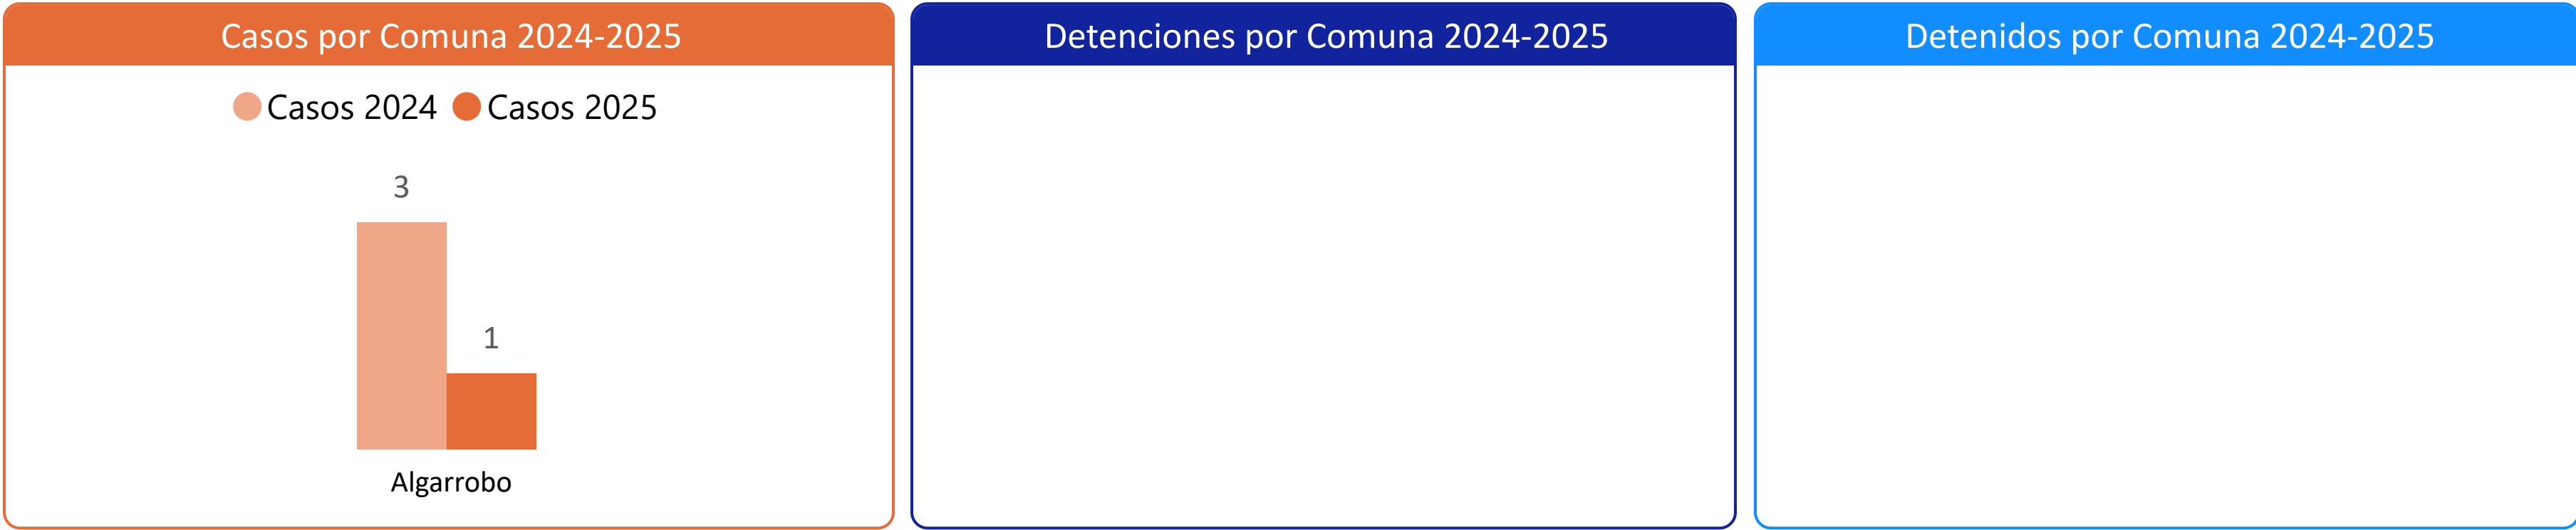 Casos por Comuna 2024-2025
Casos 2024 Casos 2025
3
1
Algarrobo
Detenciones por Comuna 2024-2025
Detenidos por Comuna 2024-2025